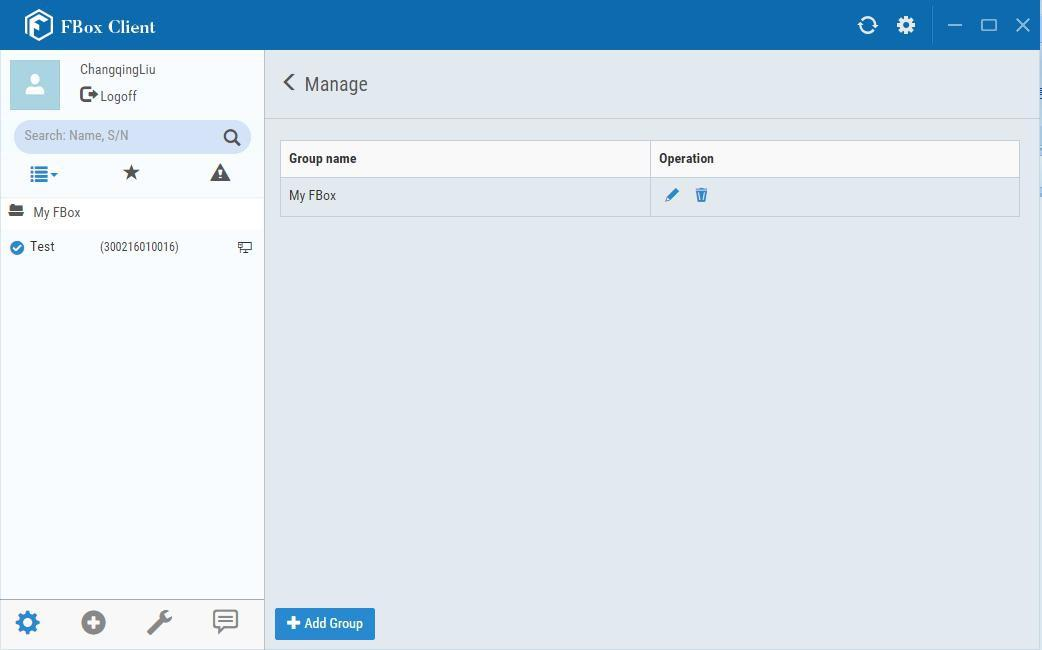 FBox Client
ChangqingLiu
Logoff
Search: Name, S/N
My FBox
Test (300216010016)
Manage
Group name Operation
My FBox
Add Group